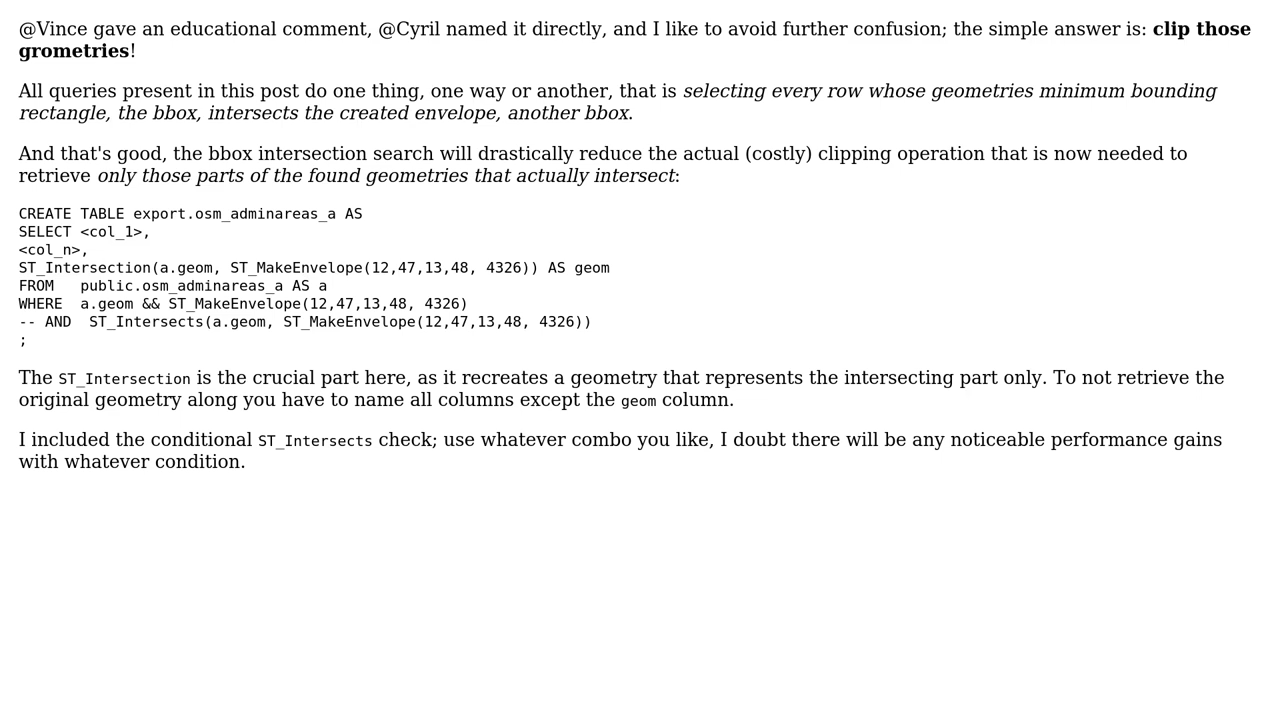 @Vince gave an educational comment, @Cyril named it directly, and I like to avoid further confusion; the simple answer is: clip those
grometries!
All queries present in this post do one thing, one way or another, that is selecting every row whose geometries minimum bounding
rectangle, the bbox, intersects the created envelope, another bbox.
And that's good, the bbox intersection search will drastically reduce the actual (costly) clipping operation that is now needed to
retrieve only those parts of the found geometries that actually intersect:
CREATE TABLE export.osm_adminareas_a AS
SELECT <col_1>,
<col_n>,
ST_Intersection(a.geom, ST_MakeEnvelope(12,47,13,48, 4326)) AS geom
FROM   public.osm_adminareas_a AS a
WHERE  a.geom && ST_MakeEnvelope(12,47,13,48, 4326)
-- AND  ST_Intersects(a.geom, ST_MakeEnvelope(12,47,13,48, 4326))
;
The ST_Intersection is the crucial part here, as it recreates a geometry that represents the intersecting part only. To not retrieve the
original geometry along you have to name all columns except the geom column.
I included the conditional ST_Intersects check; use whatever combo you like, I doubt there will be any noticeable performance gains
with whatever condition.